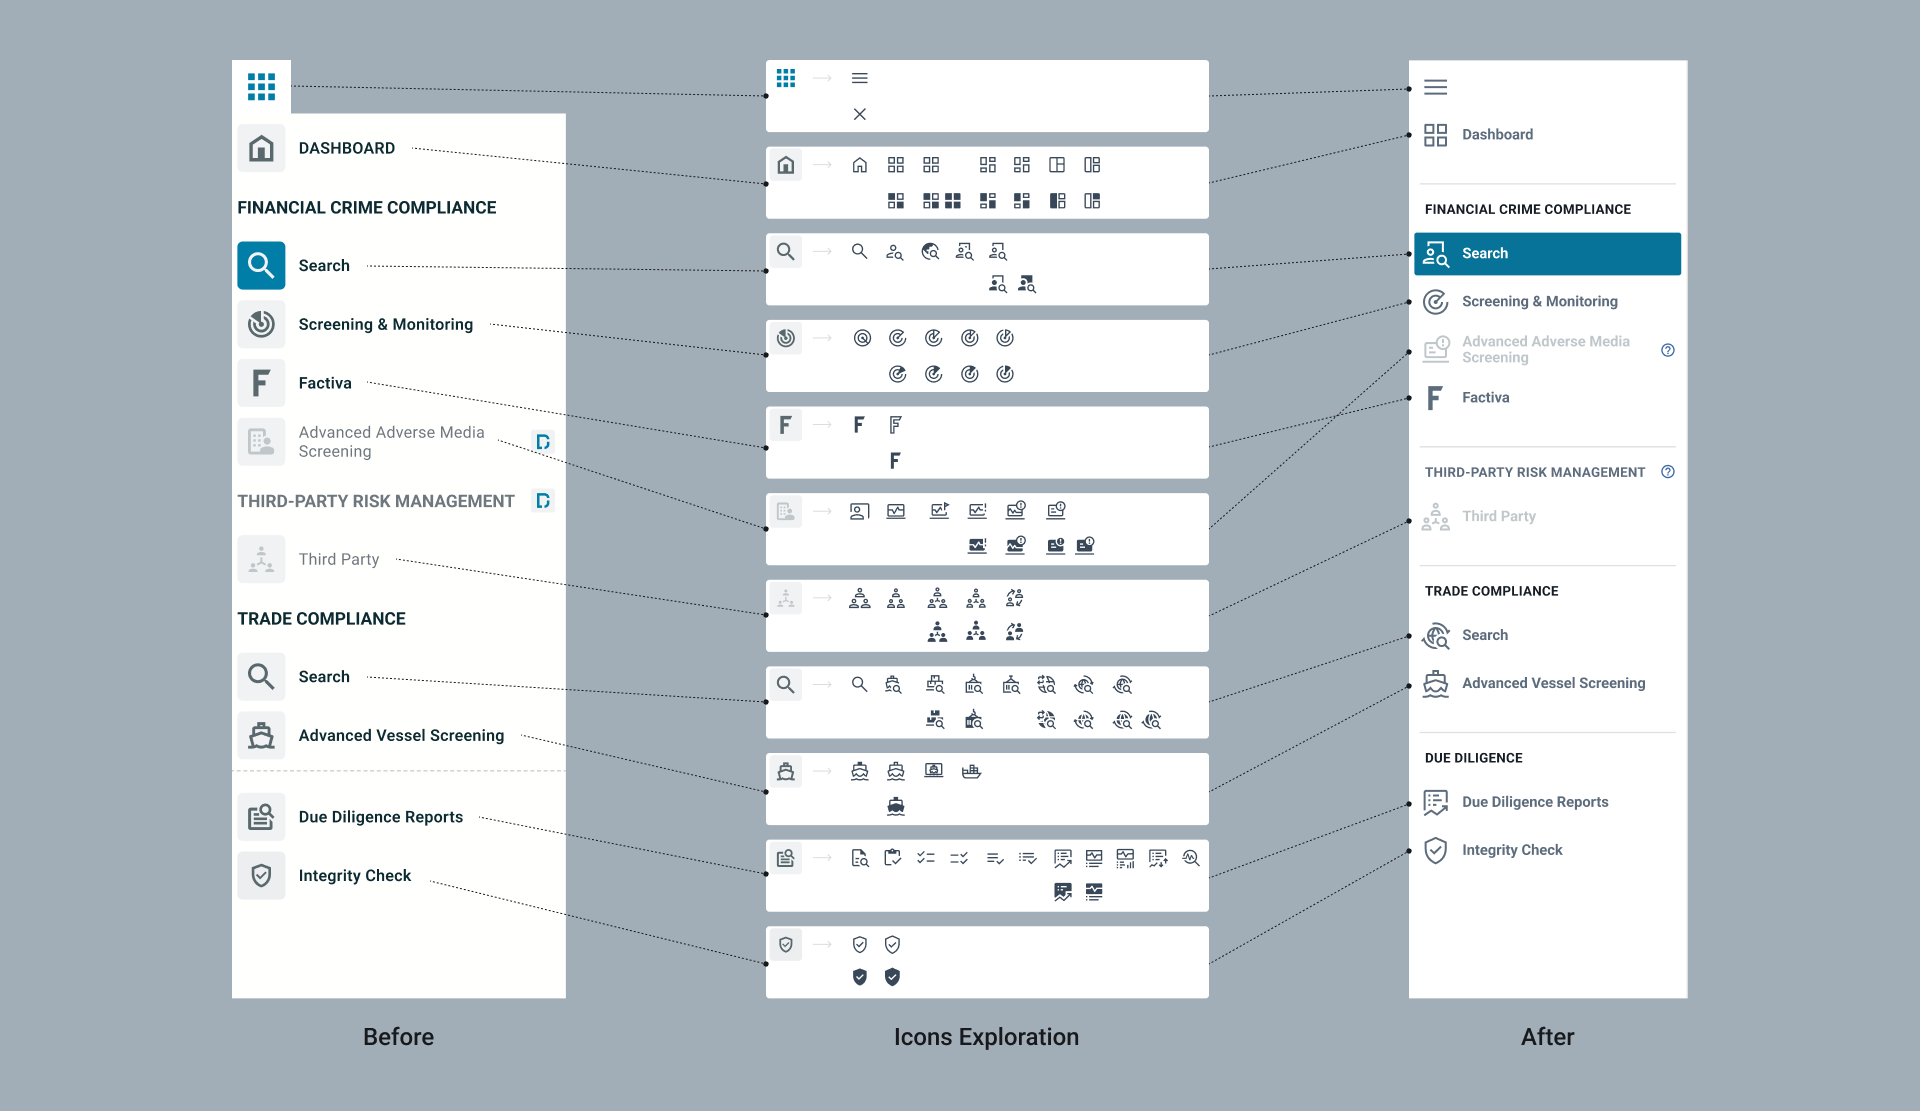 DASHBOARD
FINANCIAL CRIME COMPLIANCE
Search
Screening & Monitoring
Factiva
Advanced Adverse Media
Screening
THIRD-PARTY RISK MANAGEMENT
Third Party
TRADE COMPLIANCE
Search
Advanced Vessel Screening
Due Diligence Reports
Integrity Check
Before
Icons Exploration
Dashboard
FINANCIAL CRIME COMPLIANCE
Search
Screening & Monitoring
Advanced Adverse Media
Screening
Factiva
THIRD-PARTY RISK MANAGEMENT
Third Party
TRADE COMPLIANCE
Search
Advanced Vessel Screening
DUE DILIGENCE
Due Diligence Reports
Integrity Check
After